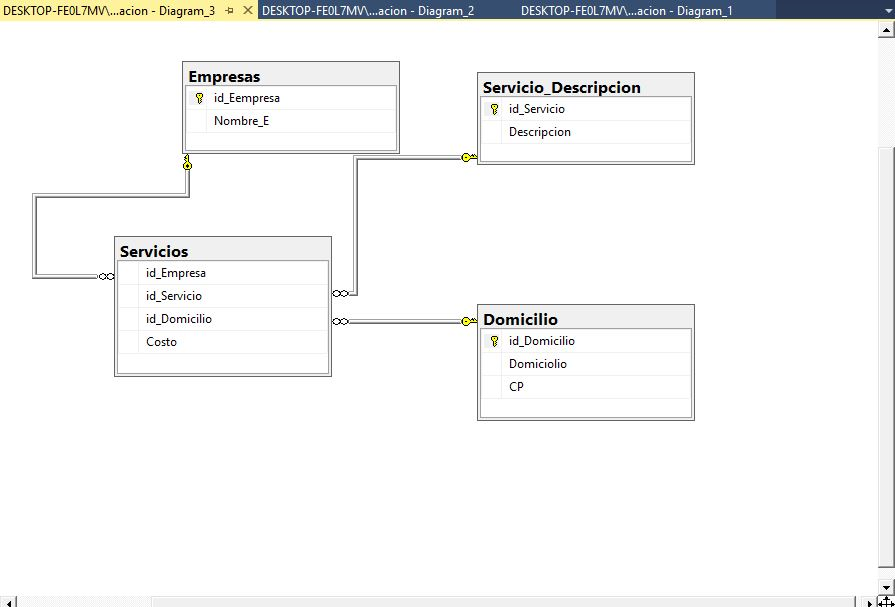 DESKTOP-FE0L7MV\...acion - Diagram_3
DESKTOP-FE0L7MV\...acion - Diagram_2
DESKTOP-FE0L7MV\...acion - Diagram_1
Empresas
id_Eempresa
Nombre_E
Servicio_Descripcion
id_Servicio
Descripcion
Servicios
id_Empresa
id_Servicio
id_Domicilio
Costo
Domicilio
id_Domicilio
Domiciolio
CP